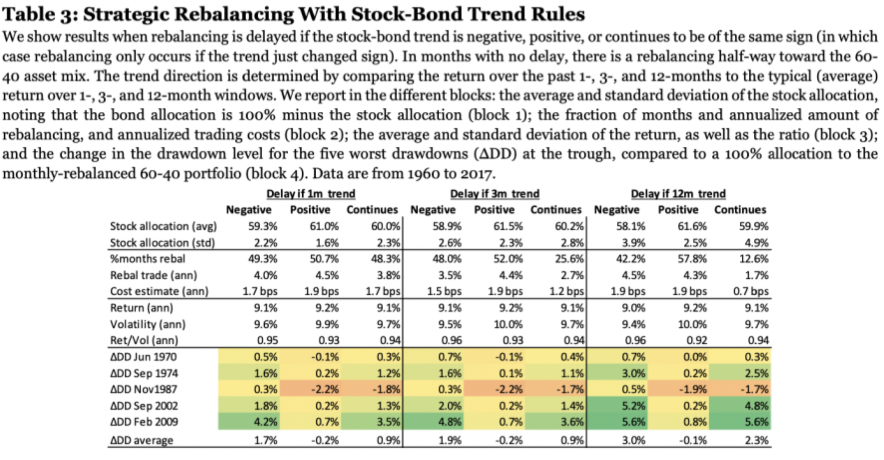 Table 3: Strategic Rebalancing With Stock-Bond Trend Rules
We show results when rebalancing is delayed if the stock-bond trend is negative, positive, or continues to be of the same sign (in which
case rebalancing only occurs if the trend just changed sign). In months with no delay, there is a rebalancing half-way toward the 60-
40 asset mix. The trend direction is determined by comparing the return over the past 1-, 3-, and 12-months to the typical (average)
return over 1-, 3-, and 12-month windows. We report in the different blocks: the average and standard deviation of the stock allocation,
noting that the bond allocation is 100% minus the stock allocation (block 1); the fraction of months and annualized amount of
rebalancing, and annualized trading costs (block 2); the average and standard deviation of the return, as well as the ratio (block 3);
and the change in the drawdown level for the five worst drawdowns (ΔDD) at the trough, compared to a 100% allocation to the
monthly-rebalanced 60-40 portfolio (block 4). Data are from 1960 to 2017.
Delay if 1m trend Delay if 3m trend Delay if 12m trend
Negative Positive Continues Negative Positive Continues Negative Positive Continues
Stock allocation (avg) 59.3% 61.0% 60.0% 58.9% 61.5% 60.2% 58.1% 61.6% 59.9%
Stock allocation (std) 2.2% 1.6% 2.3% 2.6% 2.3% 2.8% 3.9% 2.5% 4.9%
%months rebal 49.3% 50.7% 48.3% 48.0% 52.0% 25.6% 42.2% 57.8% 12.6%
Rebal trade (ann) 4.0% 4.5% 3.8% 3.5% 4.4% 2.7% 4.5% 4.3% 1.7%
Cost estimate (ann) 1.7 bps 1.9 bps 1.7 bps 1.5 bps 1.9 bps 1.2 bps 1.9 bps 1.9 bps 0.7 bps
Return (ann) 9.1% 9.2% 9.1% 9.1% 9.2% 9.1% 9.0% 9.2% 9.1%
Volatility (ann) 9.6% 9.9% 9.7% 9.5% 10.0% 9.7% 9.4% 10.0% 9.7%
Ret/Vol (ann) 0.95 0.93 0.94 0.96 0.93 0.94 0.96 0.92 0.94
ΔDD Jun 1970 0.5% -0.1% 0.3% 0.7% -0.1% 0.4% 0.7% 0.0% 0.3%
ΔDD Sep 1974 1.6% 0.2% 1.2% 1.6% 0.1% 1.1% 3.0% 0.2% 2.5%
ΔDD Nov1987 0.3% -2.2% -1.8% 0.3% -2.2% -1.7% 0.5% -1.9% -1.7%
ΔDD Sep 2002 1.8% 0.2% 1.3% 2.0% 0.2% 1.4% 5.2% 0.2% 4.8%
ΔDD Feb 2009 4.2% 0.7% 3.5% 4.8% 0.7% 3.6% 5.6% 0.8% 5.6%
ΔDD average 1.7% -0.2% 0.9% 1.9% -0.2% 0.9% 3.0% -0.1% 2.3%